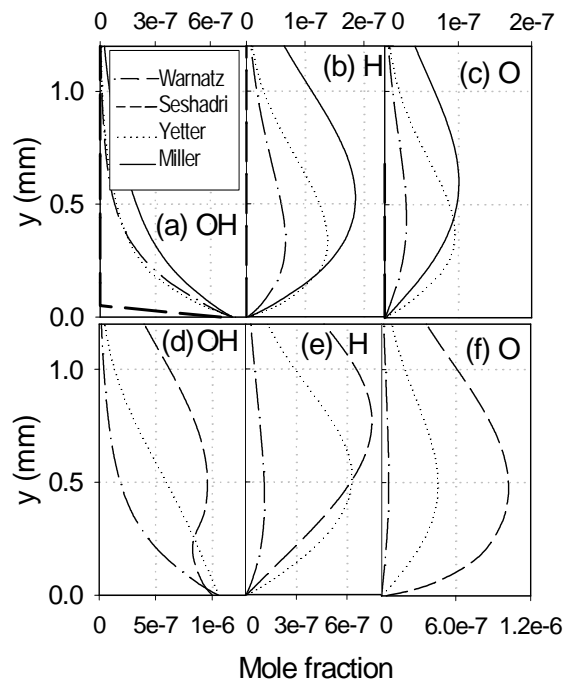 0 3e-7 6e-7 0 1e-7 2e-7 0 1e-7 2e-7
Warnatz
Seshadri
Yetter
Miller
(a) OH
(b) H
(c) O
1.0
0.5
0.0
y (mm)
(d) OH
(e) H
(f) O
1.0
0.5
0.0
y (mm)
0 5e-7 1e-6 0 3e-7 6e-7 0 6.0e-7 1.2e-6
Mole fraction